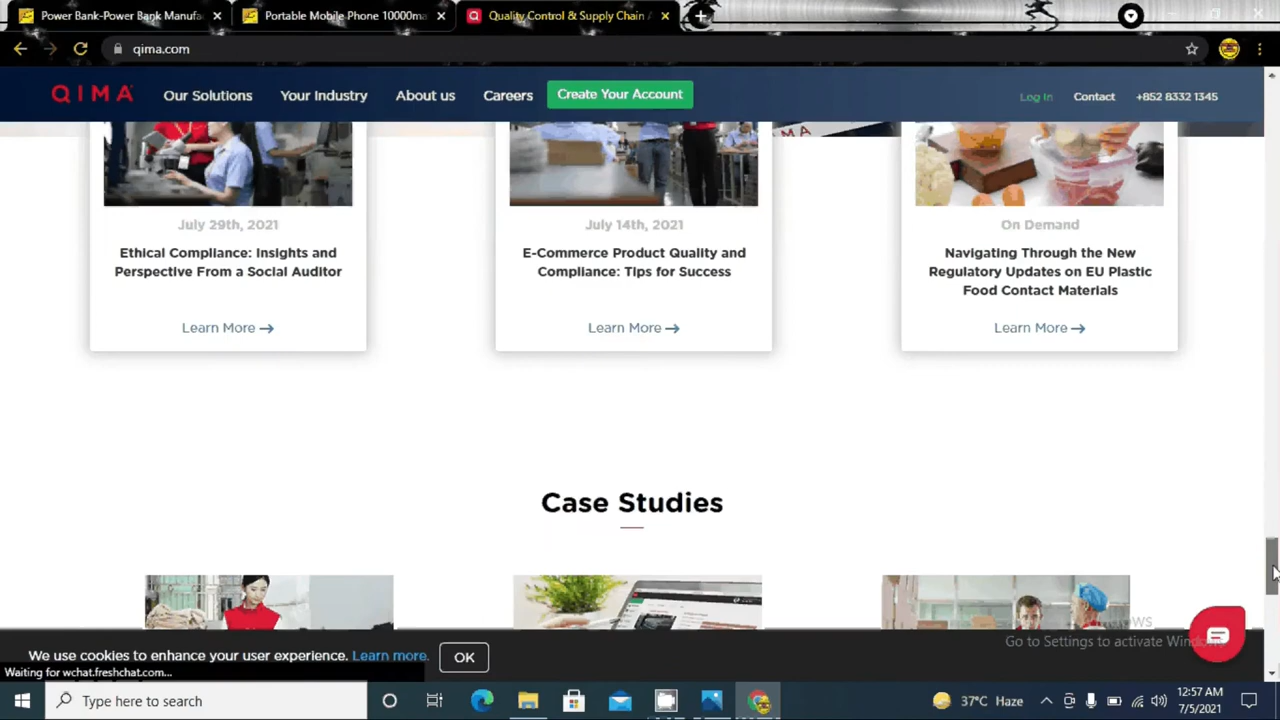 Power Bank-Power Bank Manufa
Portable Mobile Phone 10000ma
Quality Control & Supply Chain
qima.com
QIMA
Our Solutions
Your Industry
About us
Careers
Create Your Account
Log In
Contact
+852 8332 1345
July 29th, 2021
Ethical Compliance: Insights and
Perspective From a Social Auditor
Learn More →
July 14th, 2021
E-Commerce Product Quality and
Compliance: Tips for Success
Learn More →
On Demand
Navigating Through the New
Regulatory Updates on EU Plastic
Food Contact Materials
Learn More →
Case Studies
We use cookies to enhance your user experience. Learn more.
OK
Go to Settings to activate
Waiting for wchat.freshchat.com...
Type here to search
37°C Haze
12:57 AM
7/5/2021